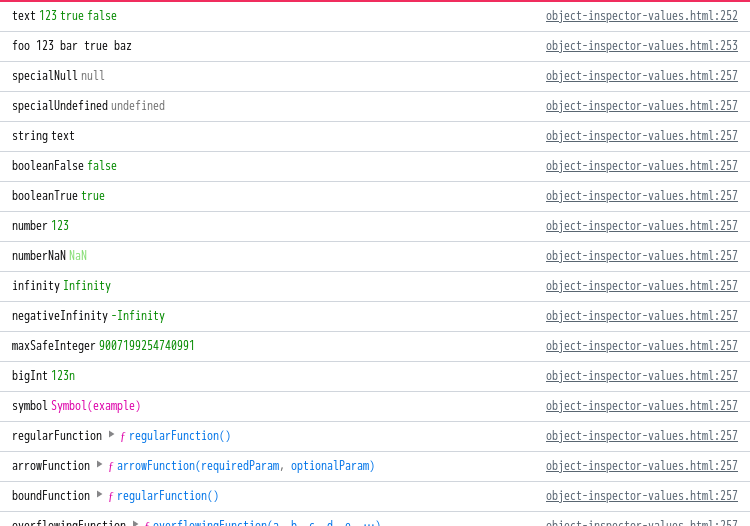 text 123 true false object-inspector-values.html:252
foo 123 bar true baz object-inspector-values.html:253
specialNull null object-inspector-values.html:257
specialUndefined undefined object-inspector-values.html:257
string text object-inspector-values.html:257
booleanFalse false object-inspector-values.html:257
booleanTrue true object-inspector-values.html:257
number 123 object-inspector-values.html:257
numberNaN NaN object-inspector-values.html:257
infinity Infinity object-inspector-values.html:257
negativeInfinity -Infinity object-inspector-values.html:257
maxSafeInteger 9007199254740991 object-inspector-values.html:257
bigInt 123n object-inspector-values.html:257
symbol Symbol(example) object-inspector-values.html:257
regularFunction ▶ ƒ regularFunction() object-inspector-values.html:257
arrowFunction ▶ ƒ arrowFunction(requiredParam, optionalParam) object-inspector-values.html:257
boundFunction ▶ ƒ regularFunction() object-inspector-values.html:257
overflowingFunction ▶ ƒ overflowingFunction(a, b, c, d, e, …) object-inspector-values.html:257